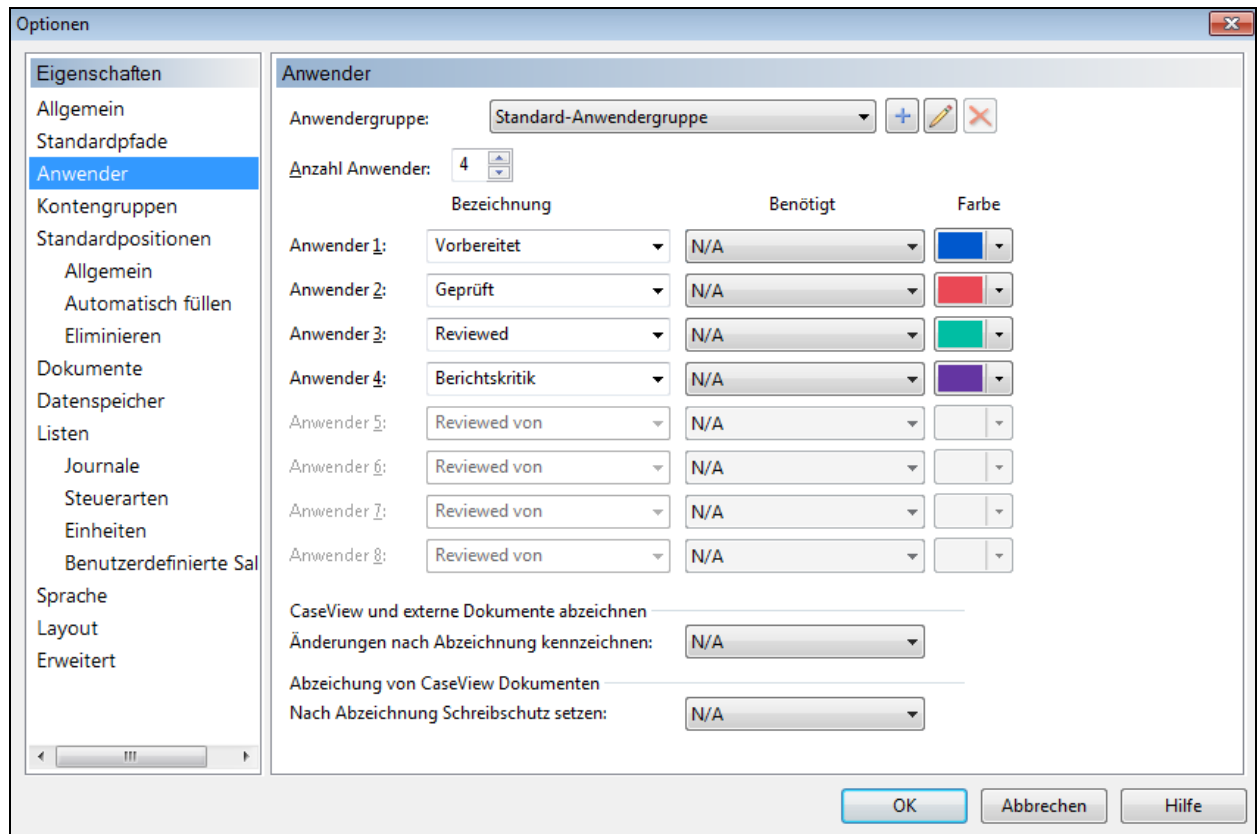 Optionen
Eigenschaften
Allgemein
Standardpfade
Anwender
Kontengruppen
Standardpositionen
Allgemein
Automatisch füllen
Eliminieren
Dokumente
Datenspeicher
Listen
Journale
Steuerarten
Einheiten
Benutzerdefinierte Sal
Sprache
Layout
Erweitert
Anwender
Anwendergruppe: Standard-Anwendergruppe
Anzahl Anwender: 4
Bezeichnung Benötigt Farbe
Anwender 1: Vorbereitet N/A
Anwender 2: Geprüft N/A
Anwender 3: Reviewed N/A
Anwender 4: Berichtskritik N/A
Anwender 5: Reviewed von N/A
Anwender 6: Reviewed von N/A
Anwender 7: Reviewed von N/A
Anwender 8: Reviewed von N/A
CaseView und externe Dokumente abzeichnen
Änderungen nach Abzeichnung kennzeichnen: N/A
Abzeichung von CaseView Dokumenten
Nach Abzeichnung Schreibschutz setzen: N/A
OK Abbrechen Hilfe